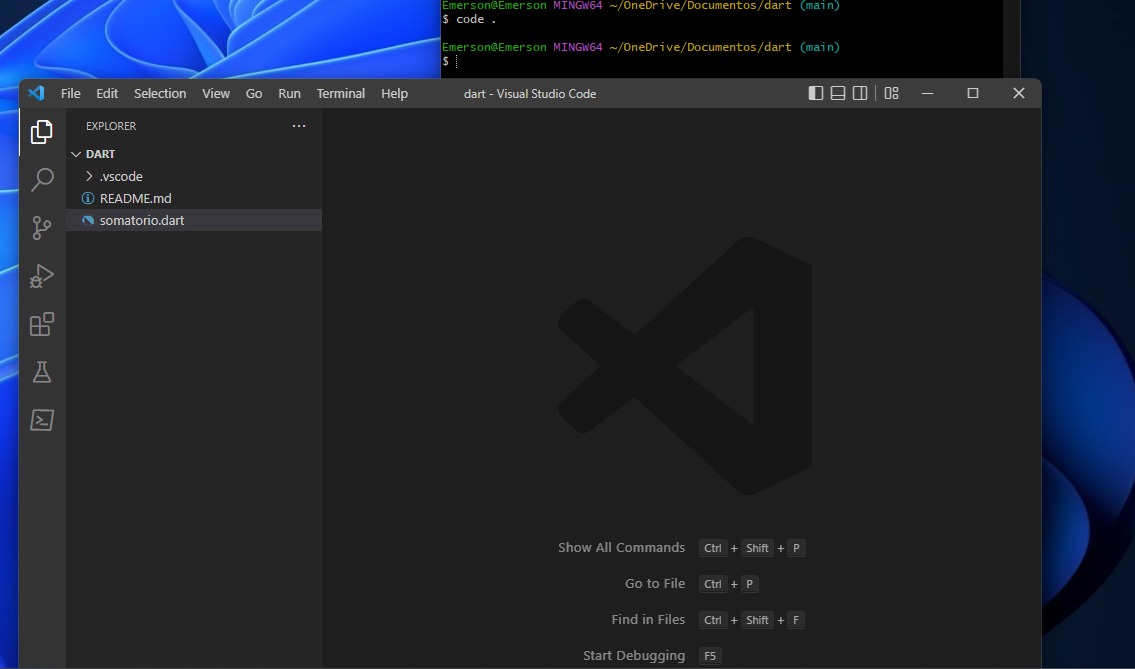 Emerson@Emerson MINGW64 ~/OneDrive/Documentos/dart (main)
$ code .
Emerson@Emerson MINGW64 ~/OneDrive/Documentos/dart (main)
$
File Edit Selection View Go Run Terminal Help dart - Visual Studio Code
EXPLORER
DART
.vscode
README.md
somatorio.dart
Show All Commands Ctrl + Shift + P
Go to File Ctrl + P
Find in Files Ctrl + Shift + F
Start Debugging F5